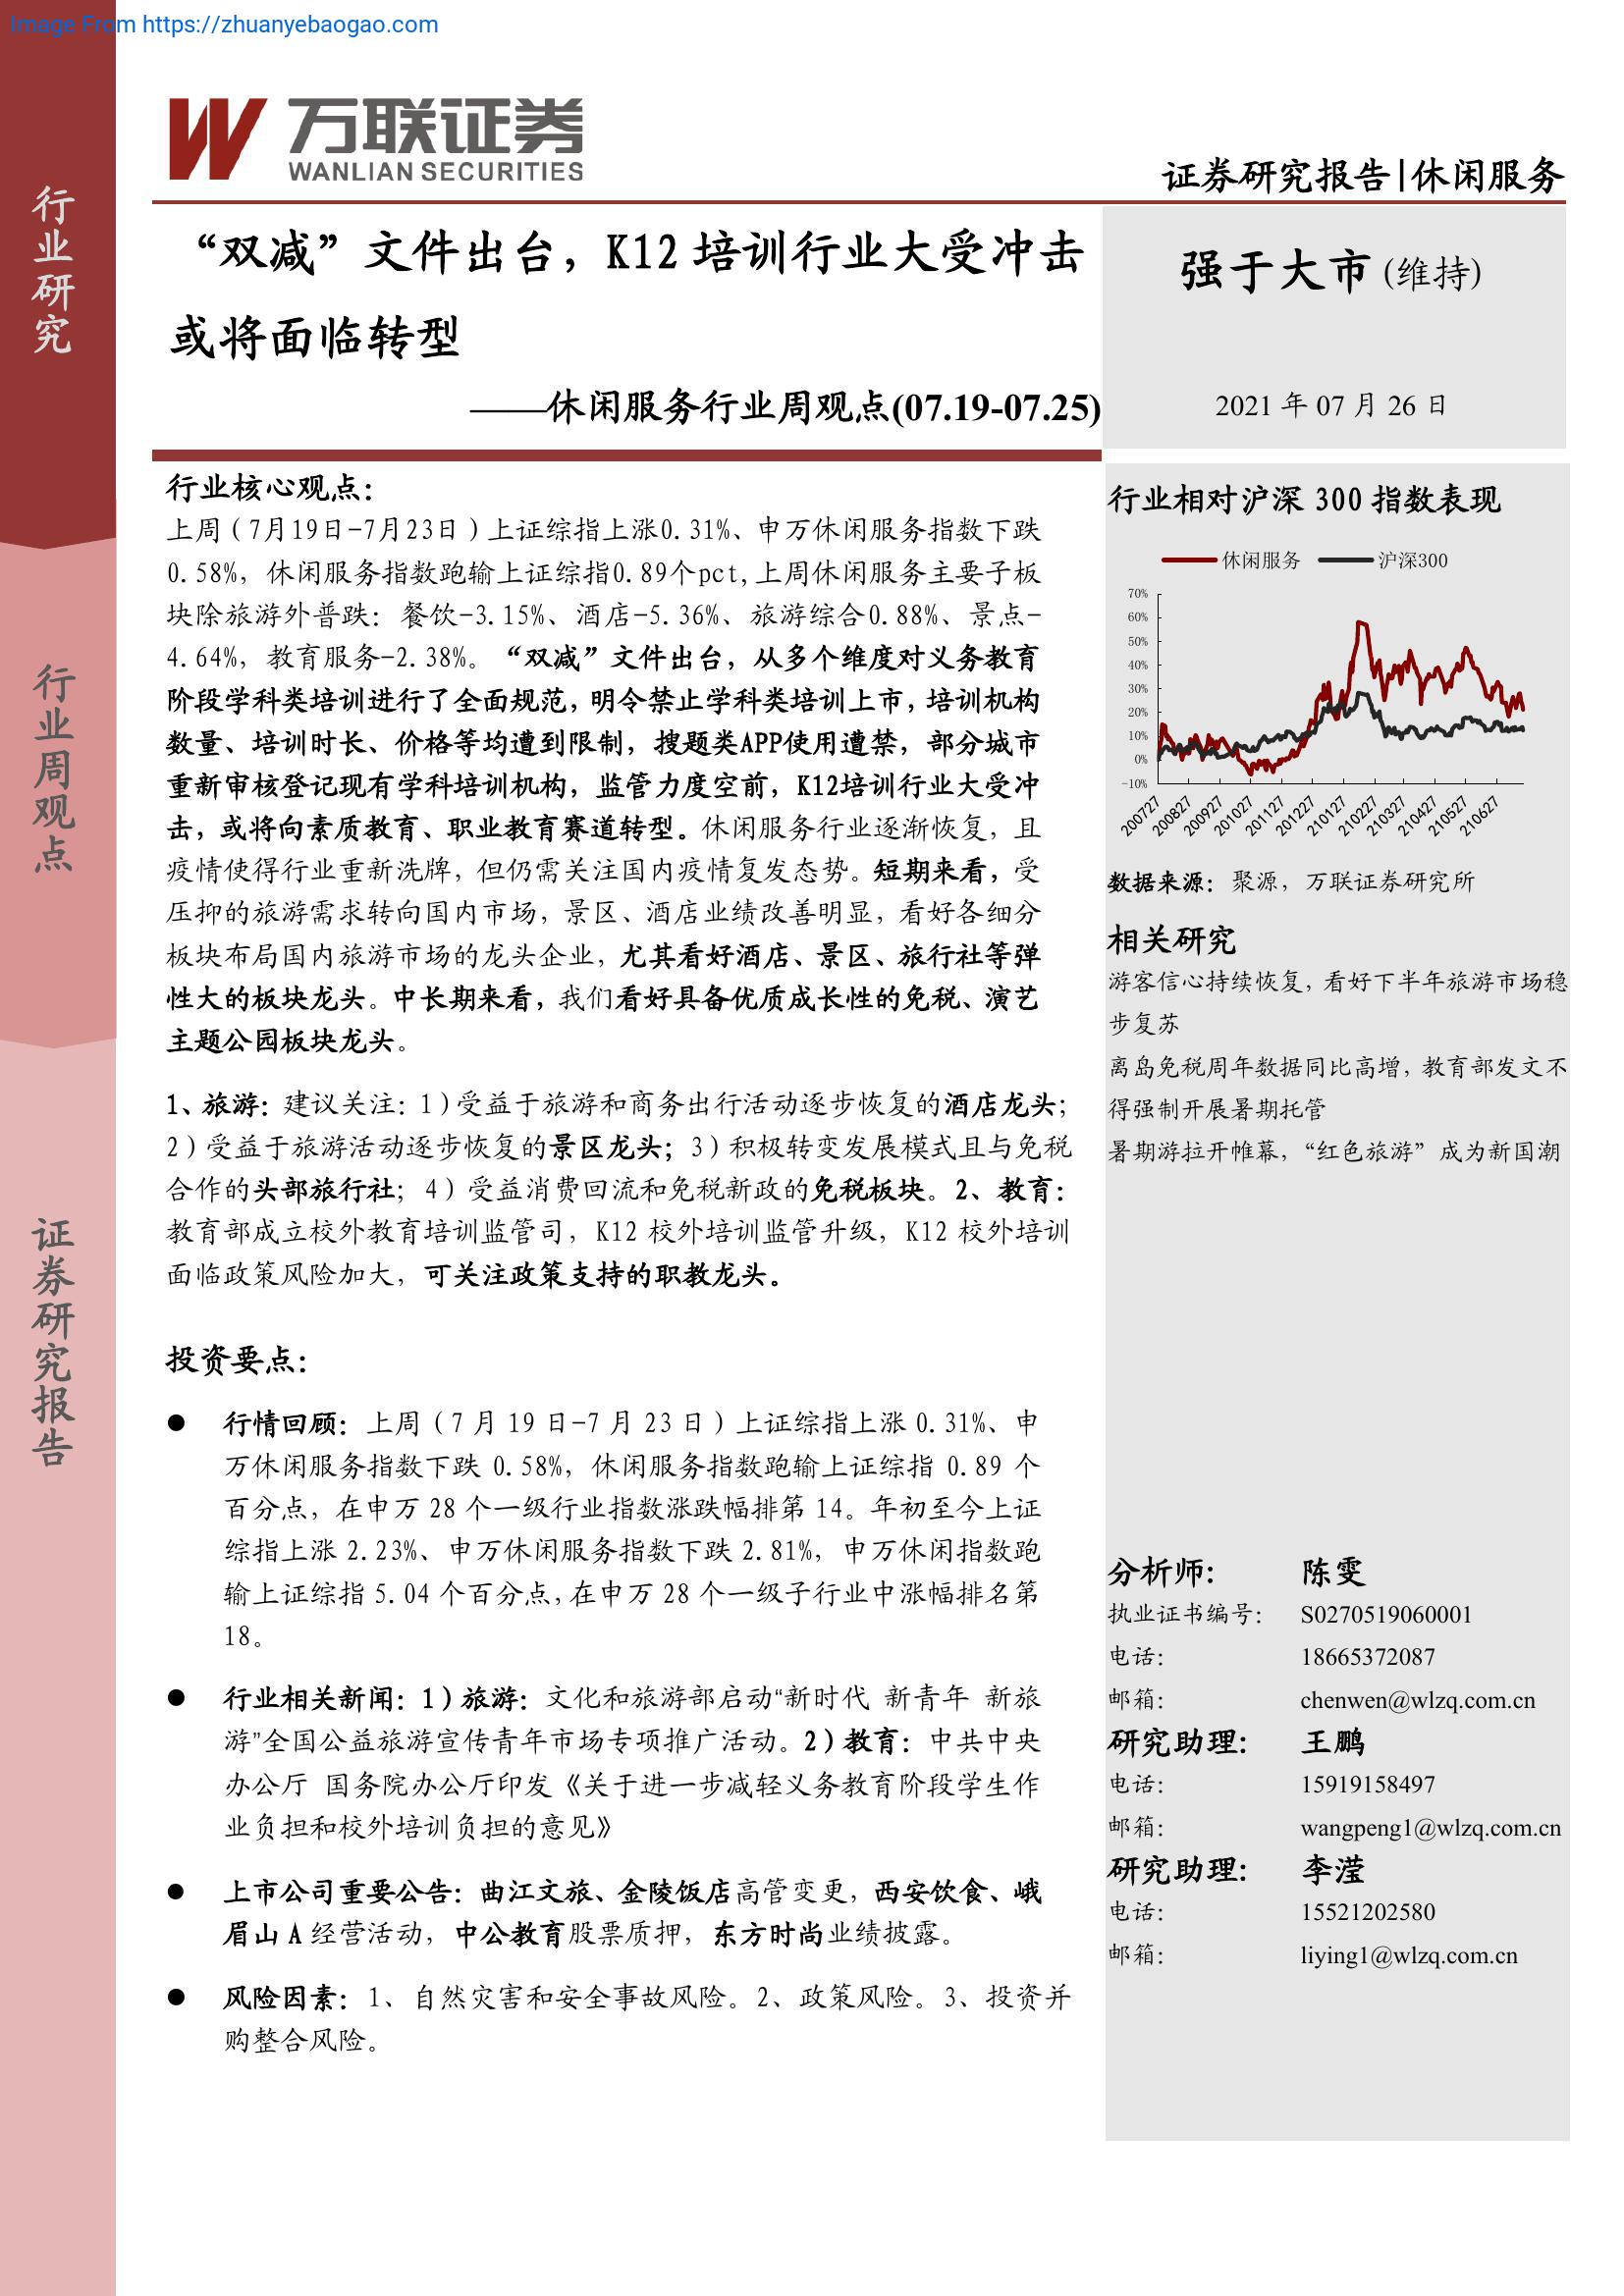 Image From https://zhuanyebaogao.com
万联证券
WANLIAN SECURITIES
证券研究报告|休闲服务
行业研究
行业周观点
证券研究报告
“双减”文件出台，K12 培训行业大受冲击
或将面临转型
——休闲服务行业周观点(07.19-07.25)
强于大市(维持)
2021 年 07 月 26 日
行业核心观点：
上周（7月19日-7月23日）上证综指上涨0.31%、申万休闲服务指数下跌
0.58%，休闲服务指数跑输上证综指0.89个pct,上周休闲服务主要子板
块除旅游外普跌：餐饮-3.15%、酒店-5.36%、旅游综合0.88%、景点-
4.64%，教育服务-2.38%。“双减”文件出台，从多个维度对义务教育
阶段学科类培训进行了全面规范，明令禁止学科类培训上市，培训机构
数量、培训时长、价格等均遭到限制，搜题类APP使用遭禁，部分城市
重新审核登记现有学科培训机构，监管力度空前，K12培训行业大受冲
击，或将向素质教育、职业教育赛道转型。休闲服务行业逐渐恢复，且
疫情使得行业重新洗牌，但仍需关注国内疫情复发态势。短期来看，受
压抑的旅游需求转向国内市场，景区、酒店业绩改善明显，看好各细分
板块布局国内旅游市场的龙头企业，尤其看好酒店、景区、旅行社等弹
性大的板块龙头。中长期来看，我们看好具备优质成长性的免税、演艺
主题公园板块龙头。
1、旅游：建议关注：1）受益于旅游和商务出行活动逐步恢复的酒店龙头；
2）受益于旅游活动逐步恢复的景区龙头；3）积极转变发展模式且与免税
合作的头部旅行社；4）受益消费回流和免税新政的免税板块。2、教育：
教育部成立校外教育培训监管司，K12 校外培训监管升级，K12 校外培训
面临政策风险加大，可关注政策支持的职教龙头。
投资要点：
● 行情回顾：上周（7 月 19 日-7 月 23 日）上证综指上涨 0.31%、申
万休闲服务指数下跌 0.58%，休闲服务指数跑输上证综指 0.89 个
百分点，在申万 28 个一级行业指数涨跌幅排第 14。年初至今上证
综指上涨 2.23%、申万休闲服务指数下跌 2.81%，申万休闲指数跑
输上证综指 5.04 个百分点,在申万 28 个一级子行业中涨幅排名第
18。
● 行业相关新闻：1）旅游：文化和旅游部启动“新时代 新青年 新旅
游”全国公益旅游宣传青年市场专项推广活动。2）教育：中共中央
办公厅 国务院办公厅印发《关于进一步减轻义务教育阶段学生作
业负担和校外培训负担的意见》
● 上市公司重要公告：曲江文旅、金陵饭店高管变更，西安饮食、峨
眉山 A 经营活动，中公教育股票质押，东方时尚业绩披露。
● 风险因素：1、自然灾害和安全事故风险。2、政策风险。3、投资并
购整合风险。
行业相对沪深 300 指数表现
休闲服务 沪深300
70%
60%
50%
40%
30%
20%
10%
0%
-10%
200727 200827 200927 201027 201127 201227 210127 210227 210327 210427 210527 210627
数据来源：聚源，万联证券研究所
相关研究
游客信心持续恢复，看好下半年旅游市场稳
步复苏
离岛免税周年数据同比高增，教育部发文不
得强制开展暑期托管
暑期游拉开帷幕，“红色旅游”成为新国潮
分析师: 陈雯
执业证书编号: S0270519060001
电话: 18665372087
邮箱: chenwen@wlzq.com.cn
研究助理: 王鹏
电话: 15919158497
邮箱: wangpeng1@wlzq.com.cn
研究助理: 李滢
电话: 15521202580
邮箱: liying1@wlzq.com.cn